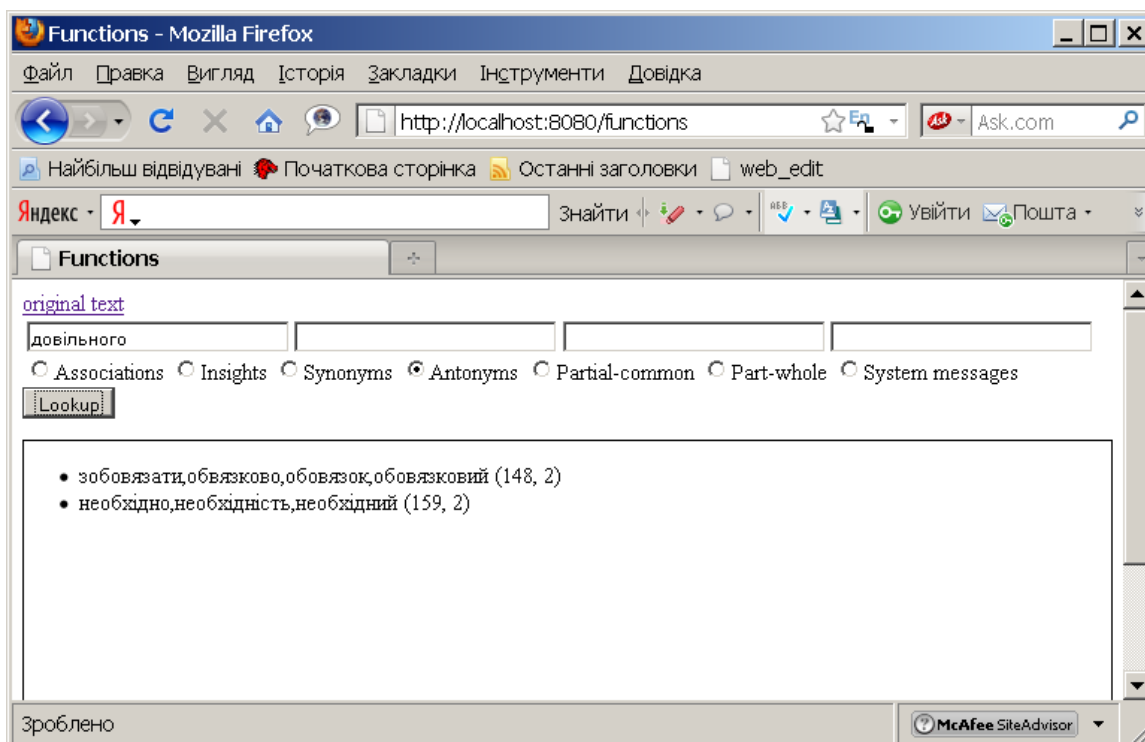 Functions - Mozilla Firefox
Файл Правка Вигляд Історія Закладки Інструменти Довідка
http://localhost:8080/functions Ask.com
Найбільш відвідувані Початкова сторінка Останні заголовки web_edit
Яндекс Я Знайти АБВ Увійти Пошта
Functions
original text
довільного
Associations Insights Synonyms Antonyms Partial-common Part-whole System messages
Lookup
зобовязати,обвязково,обовязок,обовязковий (148, 2)
необхідно,необхідність,необхідний (159, 2)
Зроблено McAfee SiteAdvisor